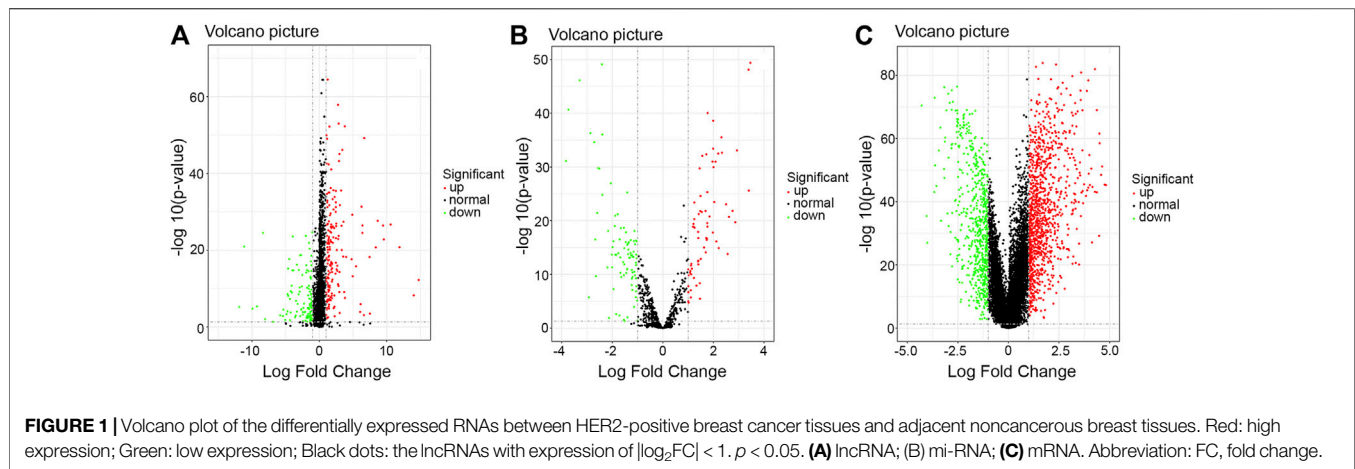 A Volcano picture
-log 10(p-value)
60
40
20
0
-10 0 10
Log Fold Change
Significant
up
normal
down
B Volcano picture
-log 10(p-value)
50
40
30
20
10
0
-4 -2 0 2 4
Log Fold Change
Significant
up
normal
down
C Volcano picture
-log 10(p-value)
80
60
40
20
0
-5.0 -2.5 0 2.5 5.0
Log Fold Change
Significant
up
normal
down
FIGURE 1 | Volcano plot of the differentially expressed RNAs between HER2-positive breast cancer tissues and adjacent noncancerous breast tissues. Red: high
expression; Green: low expression; Black dots: the lncRNAs with expression of |log₂FC| < 1. p < 0.05. (A) lncRNA; (B) mi-RNA; (C) mRNA. Abbreviation: FC, fold change.